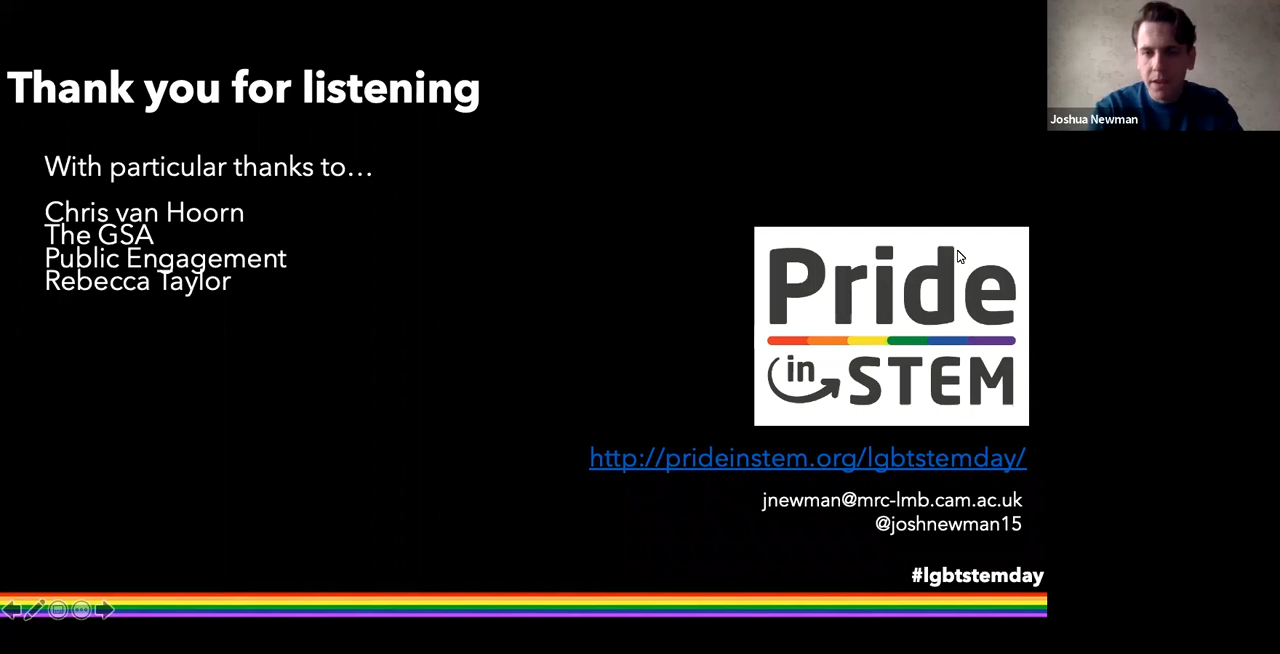 Thank you for listening
With particular thanks to…
Chris van Hoorn
The GSA
Public Engagement
Rebecca Taylor
Joshua Newman
Pride
in STEM
http://prideinstem.org/lgbtstemday/
jnewman@mrc-lmb.cam.ac.uk
@joshnewman15
#lgbtstemday